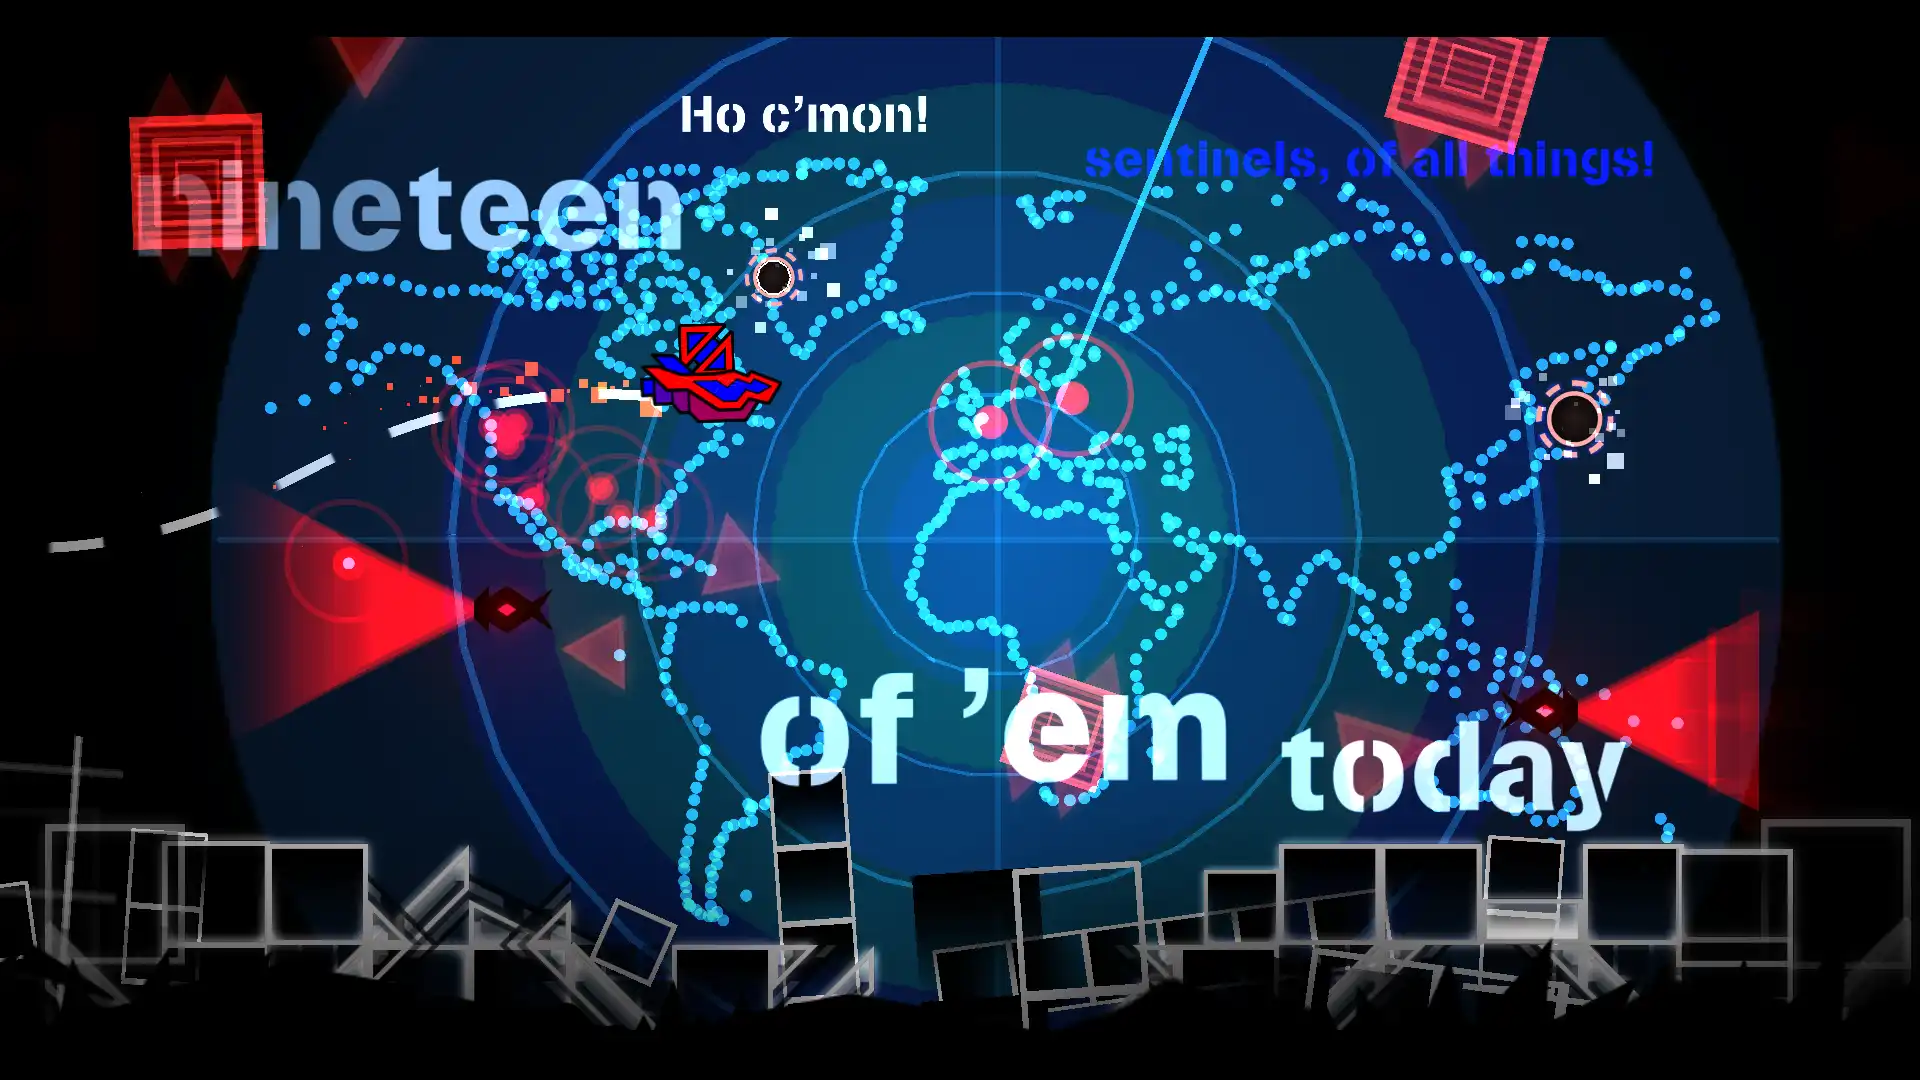 Ho c’mon!
sentinels, of all things!
nineteen
of ’em
today